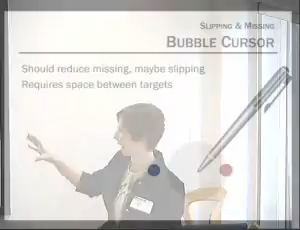 Slipping & Missing
Bubble Cursor
Should reduce missing, maybe slipping
Requires space between targets